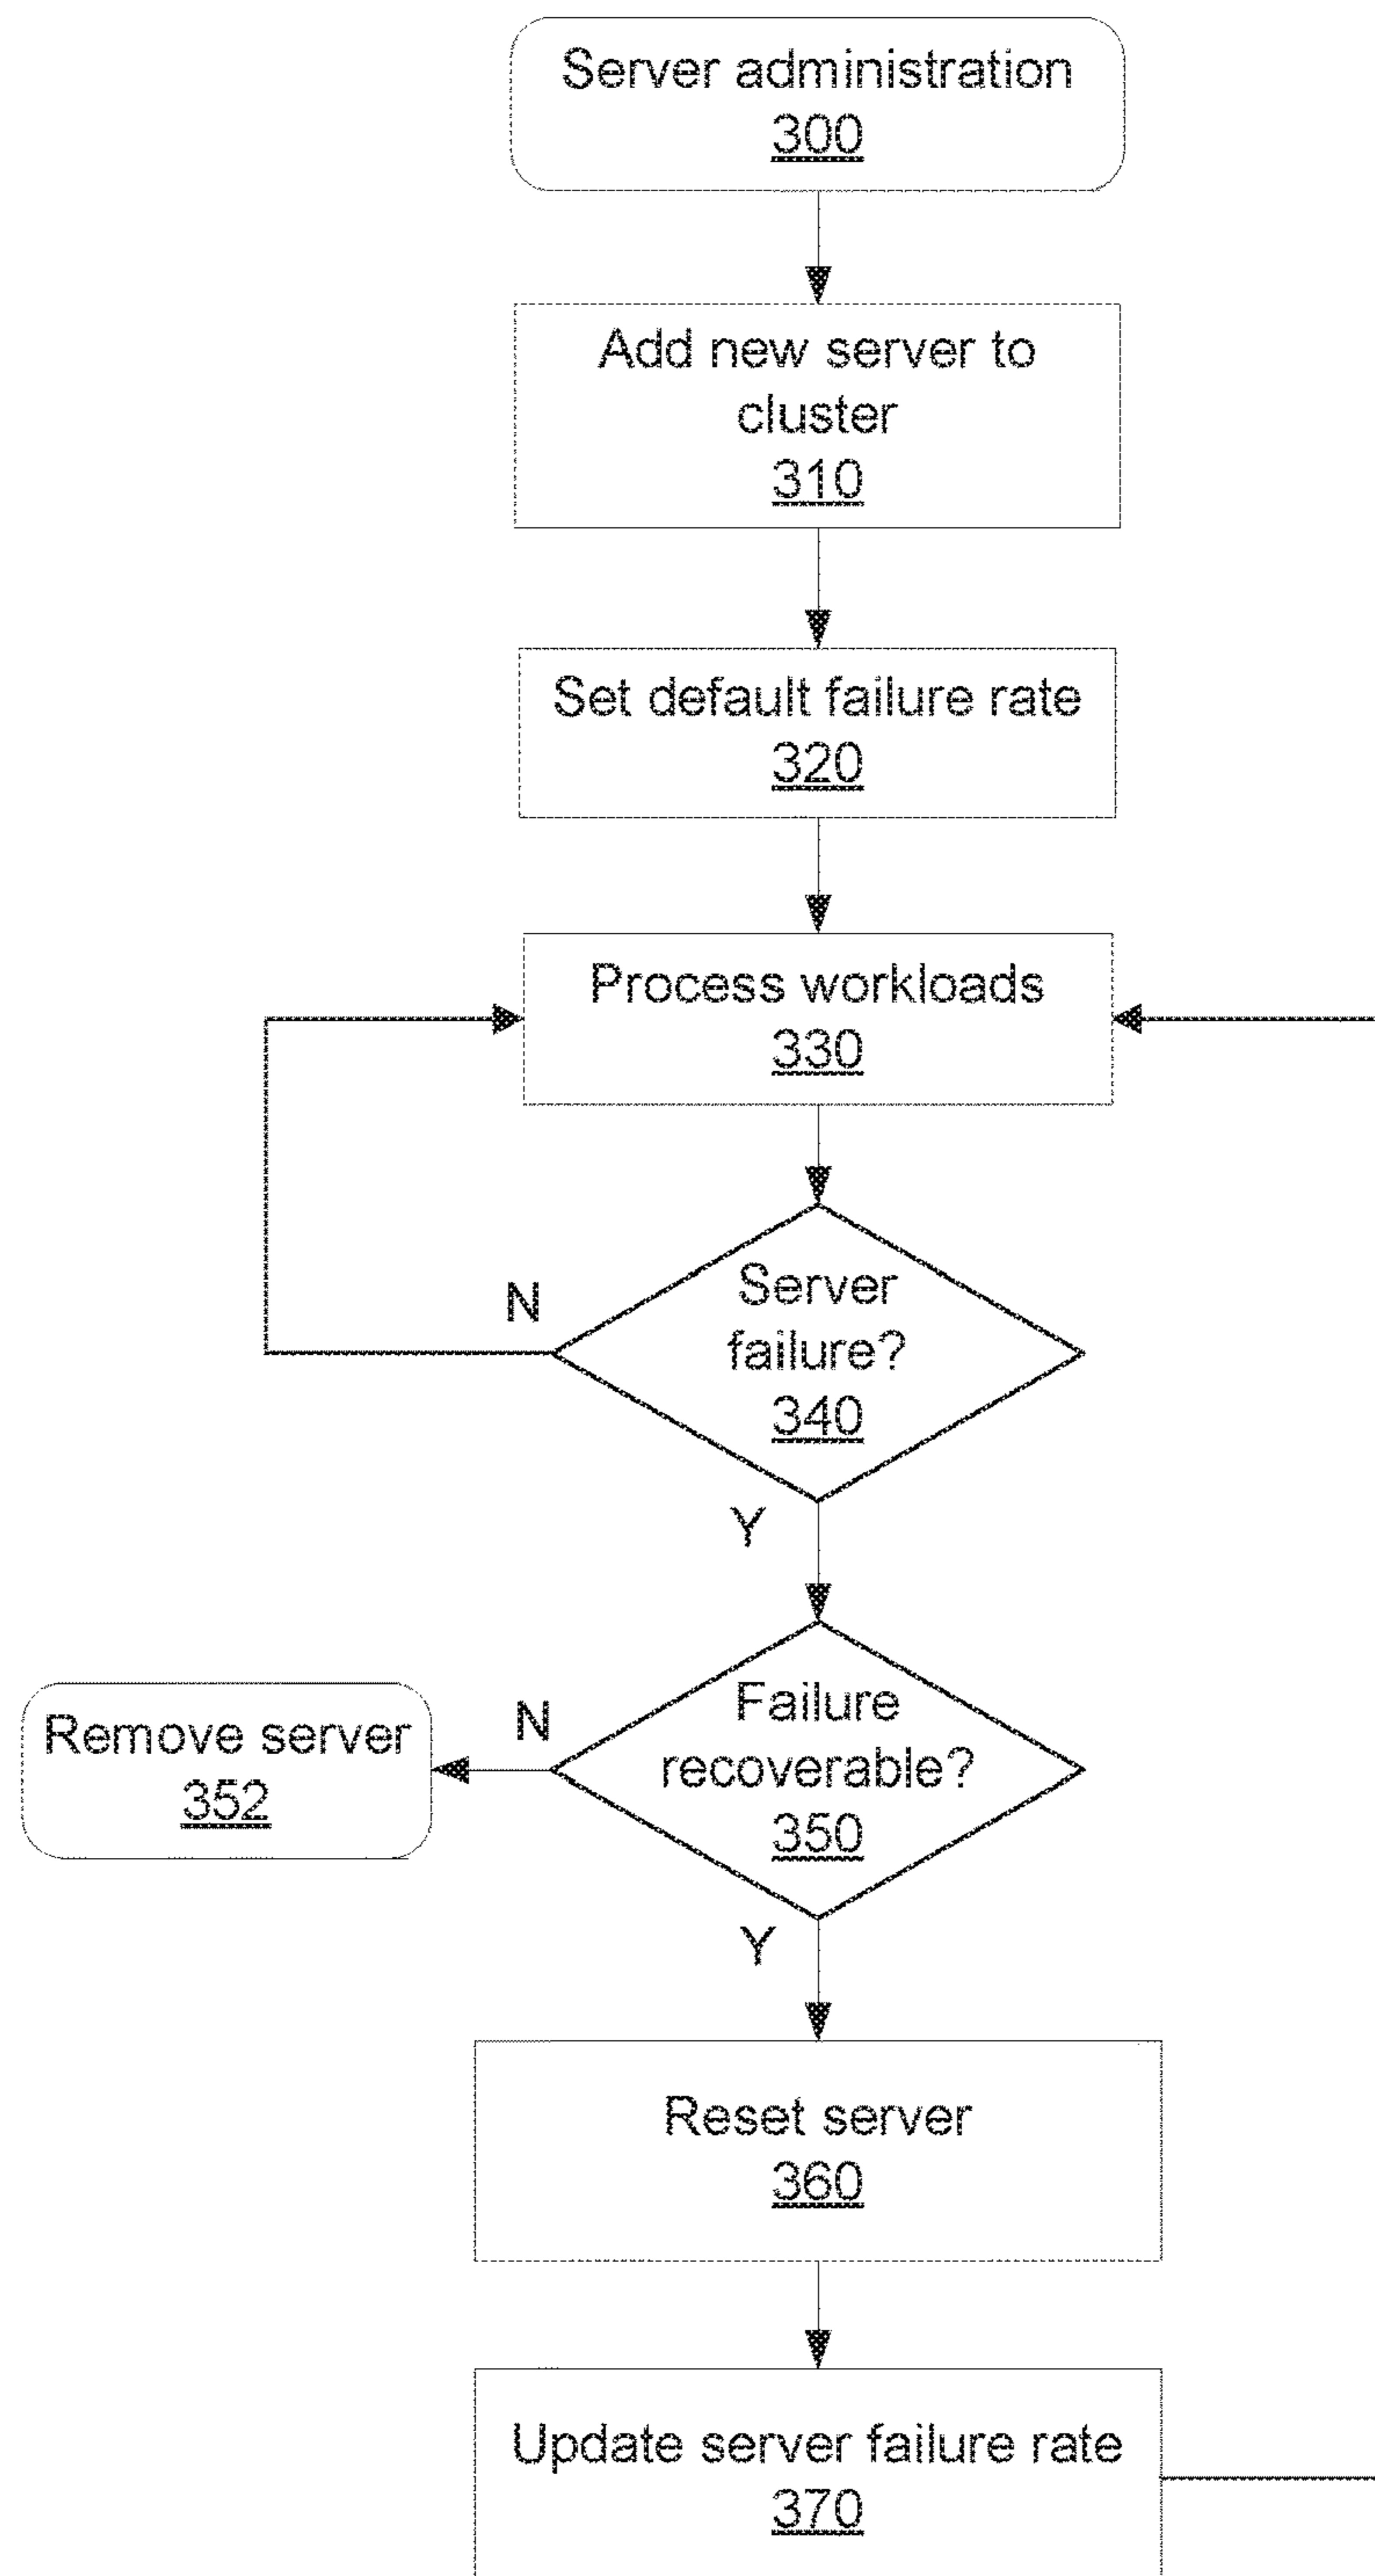 Server administration
300
Add new server to
cluster
310
Set default failure rate
320
Process workloads
330
Server
failure?
340
N
Y
Failure
recoverable?
350
N
Remove server
352
Y
Reset server
360
Update server failure rate
370